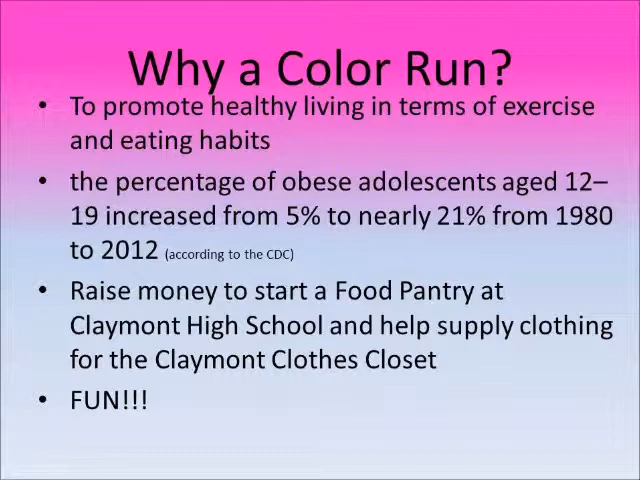 Why a Color Run?
• To promote healthy living in terms of exercise
and eating habits
• the percentage of obese adolescents aged 12–
19 increased from 5% to nearly 21% from 1980
to 2012 (according to the CDC)
• Raise money to start a Food Pantry at
Claymont High School and help supply clothing
for the Claymont Clothes Closet
• FUN!!!